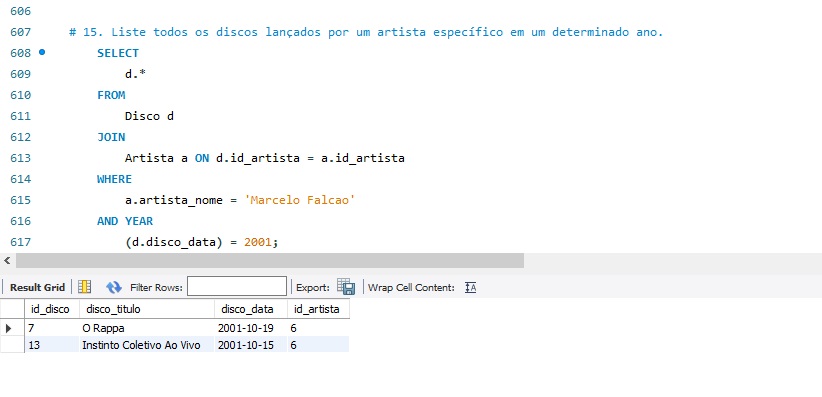 606
607 # 15. Liste todos os discos lançados por um artista específico em um determinado ano.
608 SELECT
609 d.*
610 FROM
611 Disco d
612 JOIN
613 Artista a ON d.id_artista = a.id_artista
614 WHERE
615 a.artista_nome = 'Marcelo Falcao'
616 AND YEAR
617 (d.disco_data) = 2001;
Result Grid Filter Rows: Export: Wrap Cell Content: IA
id_disco disco_titulo disco_data id_artista
7 O Rappa 2001-10-19 6
13 Instinto Coletivo Ao Vivo 2001-10-15 6